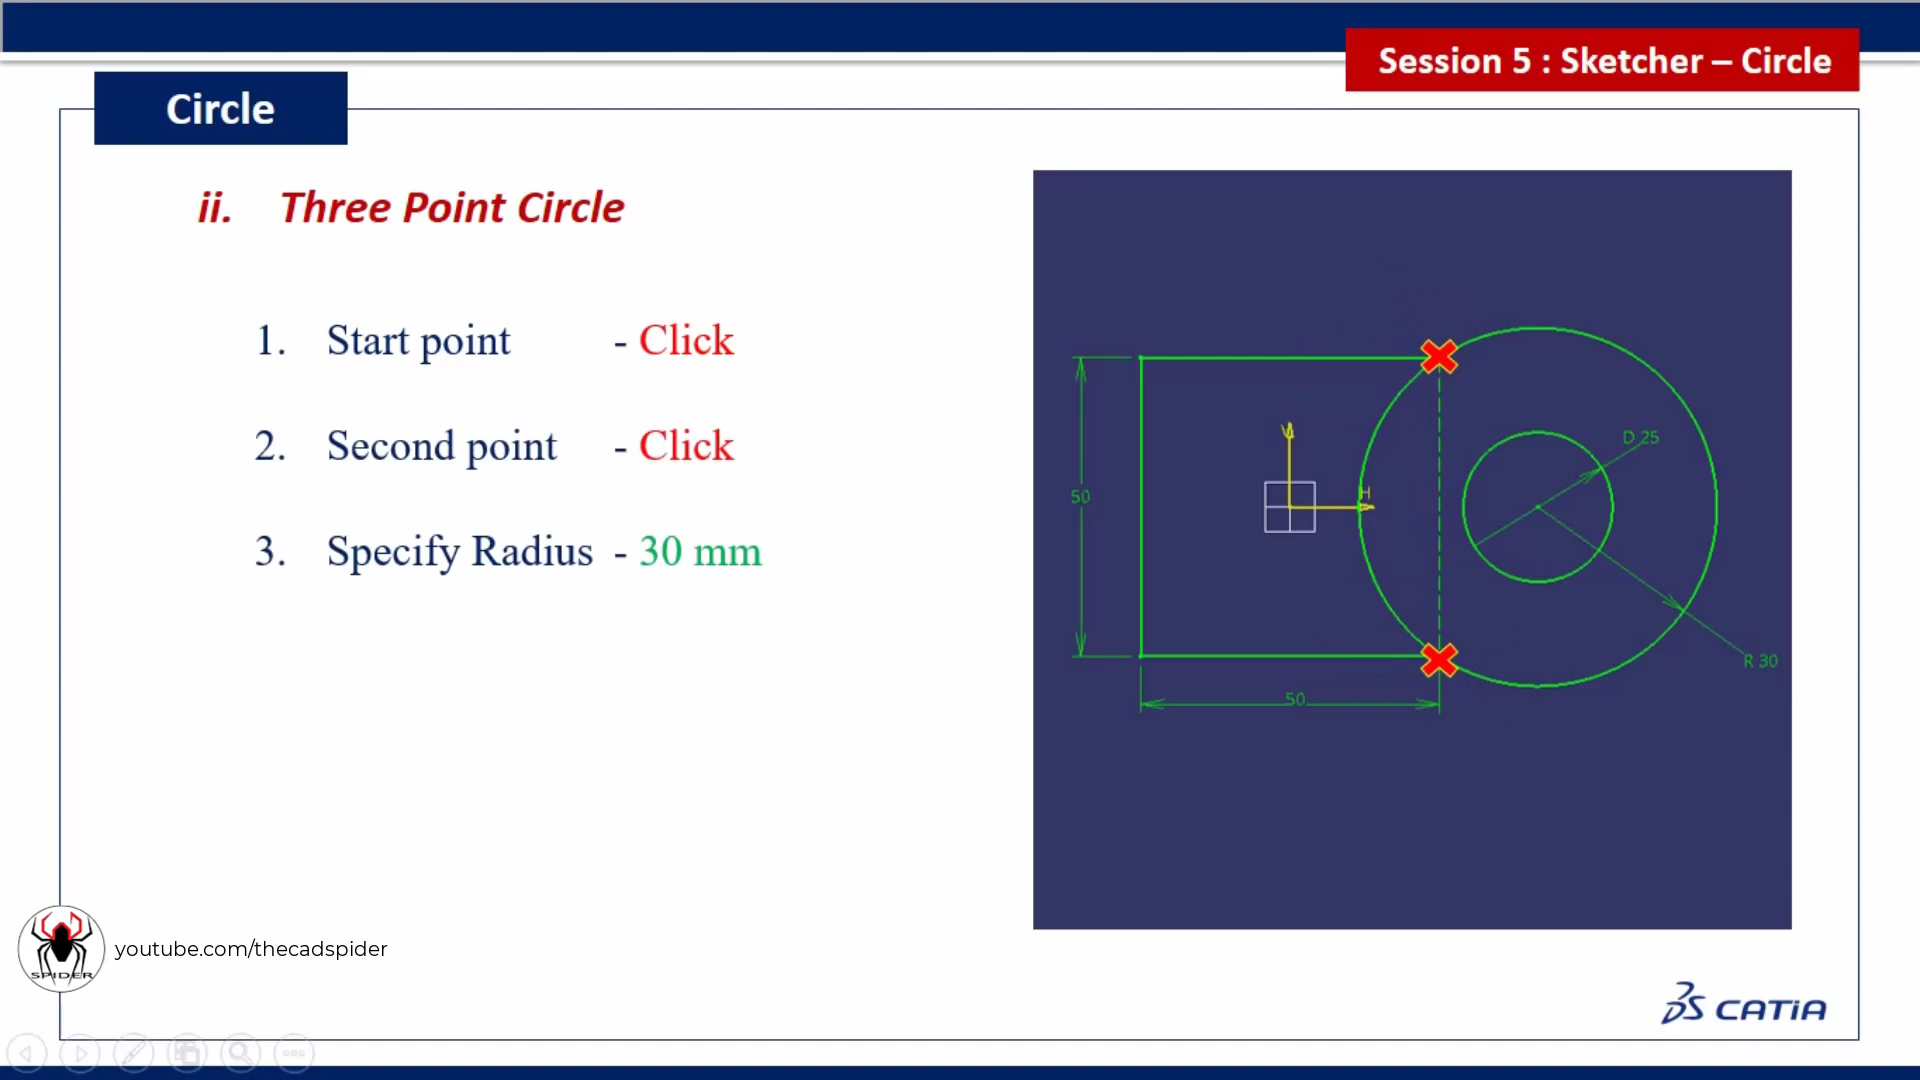 Session 5 : Sketcher – Circle
Circle
ii. Three Point Circle
1. Start point - Click
2. Second point - Click
3. Specify Radius - 30 mm
V
H
D 25
50
R 30
50
SPIDER
youtube.com/thecadspider
3DS CATIA